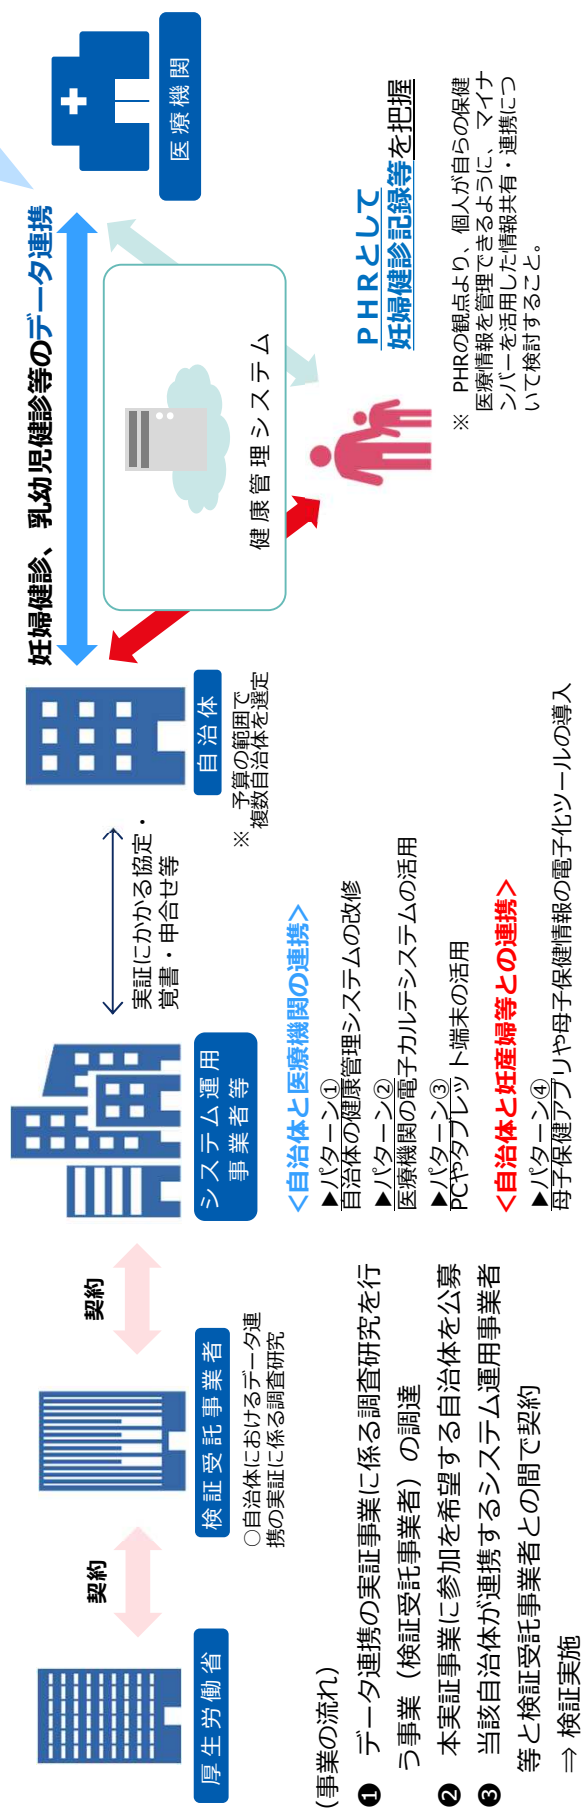 契約
契約
実証にかかる協定・
覚書・申合せ等
妊婦健診、乳幼児健診等のデータ連携
厚生労働省
検証受託事業者
○自治体におけるデータ連
携の実証に係る調査研究
システム運用
事業者等
自治体
※　予算の範囲で
複数自治体を選定
健康管理システム
医療機関
(事業の流れ)
❶　データ連携の実証事業に係る調査研究を行
う事業（検証受託事業者）の調達
❷　本実証事業に参加を希望する自治体を公募
❸　当該自治体が連携するシステム運用事業者
等と検証受託事業者との間で契約
⇒ 検証実施
<自治体と医療機関の連携>
▶パターン①
自治体の健康管理システムの改修
▶パターン②
医療機関の電子カルテシステムの活用
▶パターン③
PCやタブレット端末の活用
<自治体と妊産婦等との連携>
▶パターン④
母子保健アプリや母子保健情報の電子化ツールの導入
PHRとして
妊婦健診記録等を把握
※　PHRの観点より、個人が自らの保健
医療情報を管理できるように、マイナ
ンバーを活用した情報共有・連携につ
いて検討すること。